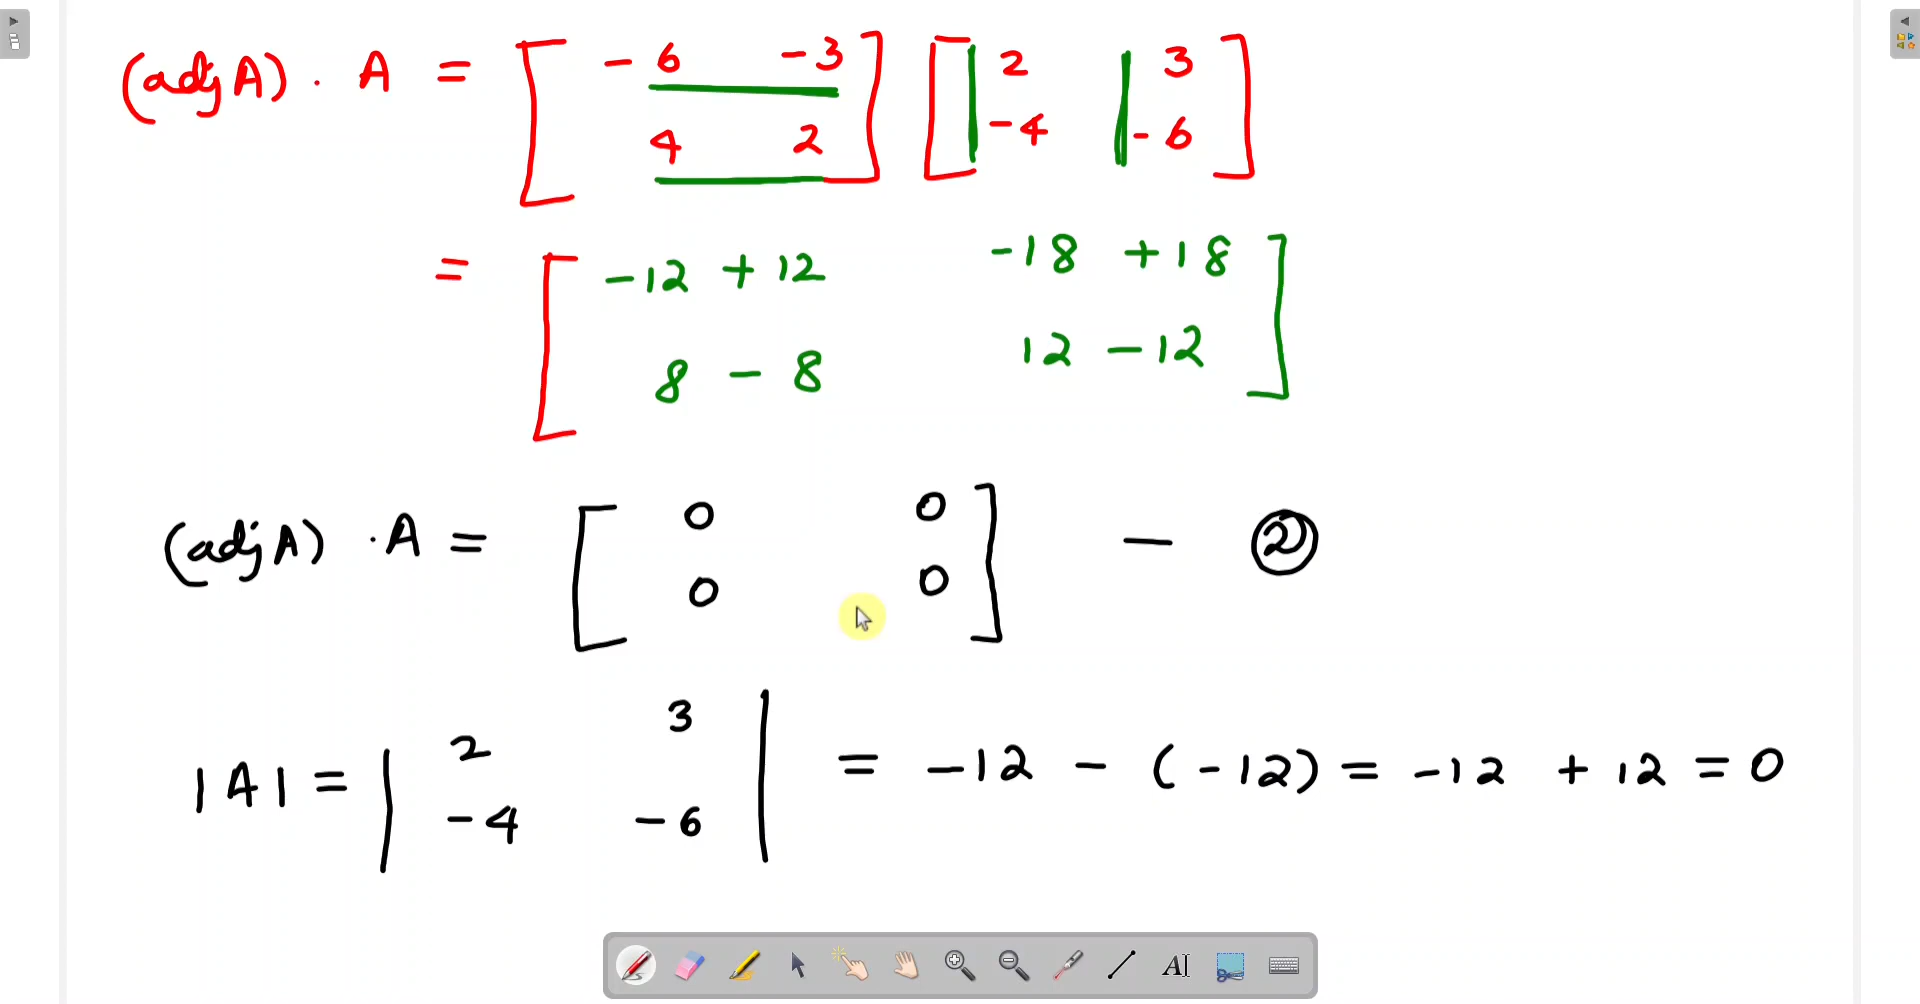 (adj A) · A = [ -6 -3 ] [ 2 3 ]
[ 4 2 ] [ -4 -6 ]
= [ -12 + 12 -18 + 18 ]
[ 8 - 8 12 - 12 ]
(adj A) · A = [ 0 0 ] - ②
[ 0 0 ]
|A| = | 2 3 | = -12 - (-12) = -12 + 12 = 0
| -4 -6 |